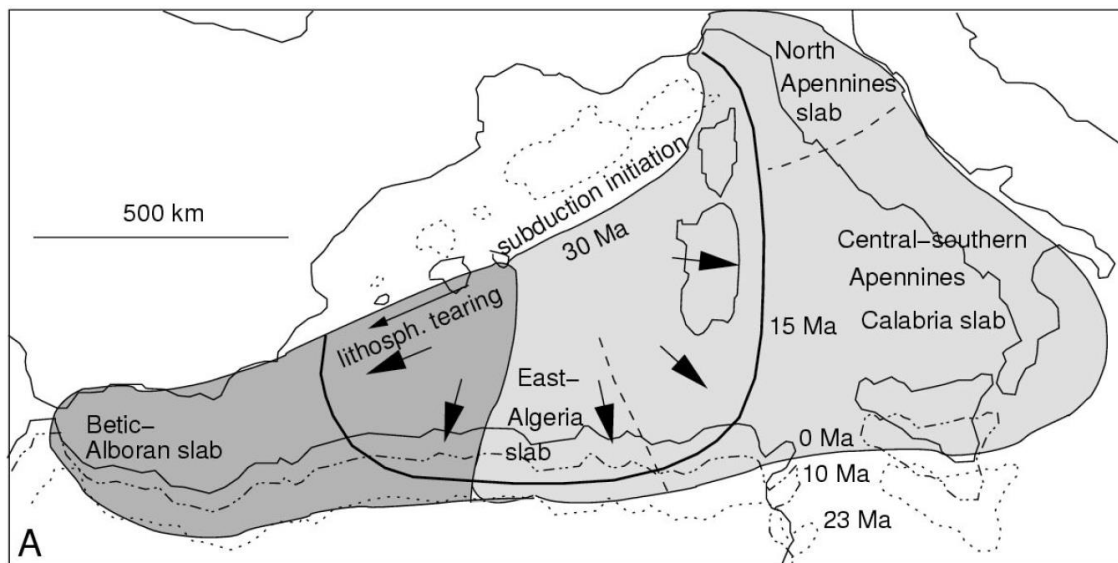 North
Apennines
slab
subduction initiation
500 km
30 Ma
Central–southern
Apennines
Calabria slab
15 Ma
lithosph. tearing
East–
Algeria
slab
Betic–
Alboran slab
0 Ma
10 Ma
23 Ma
A